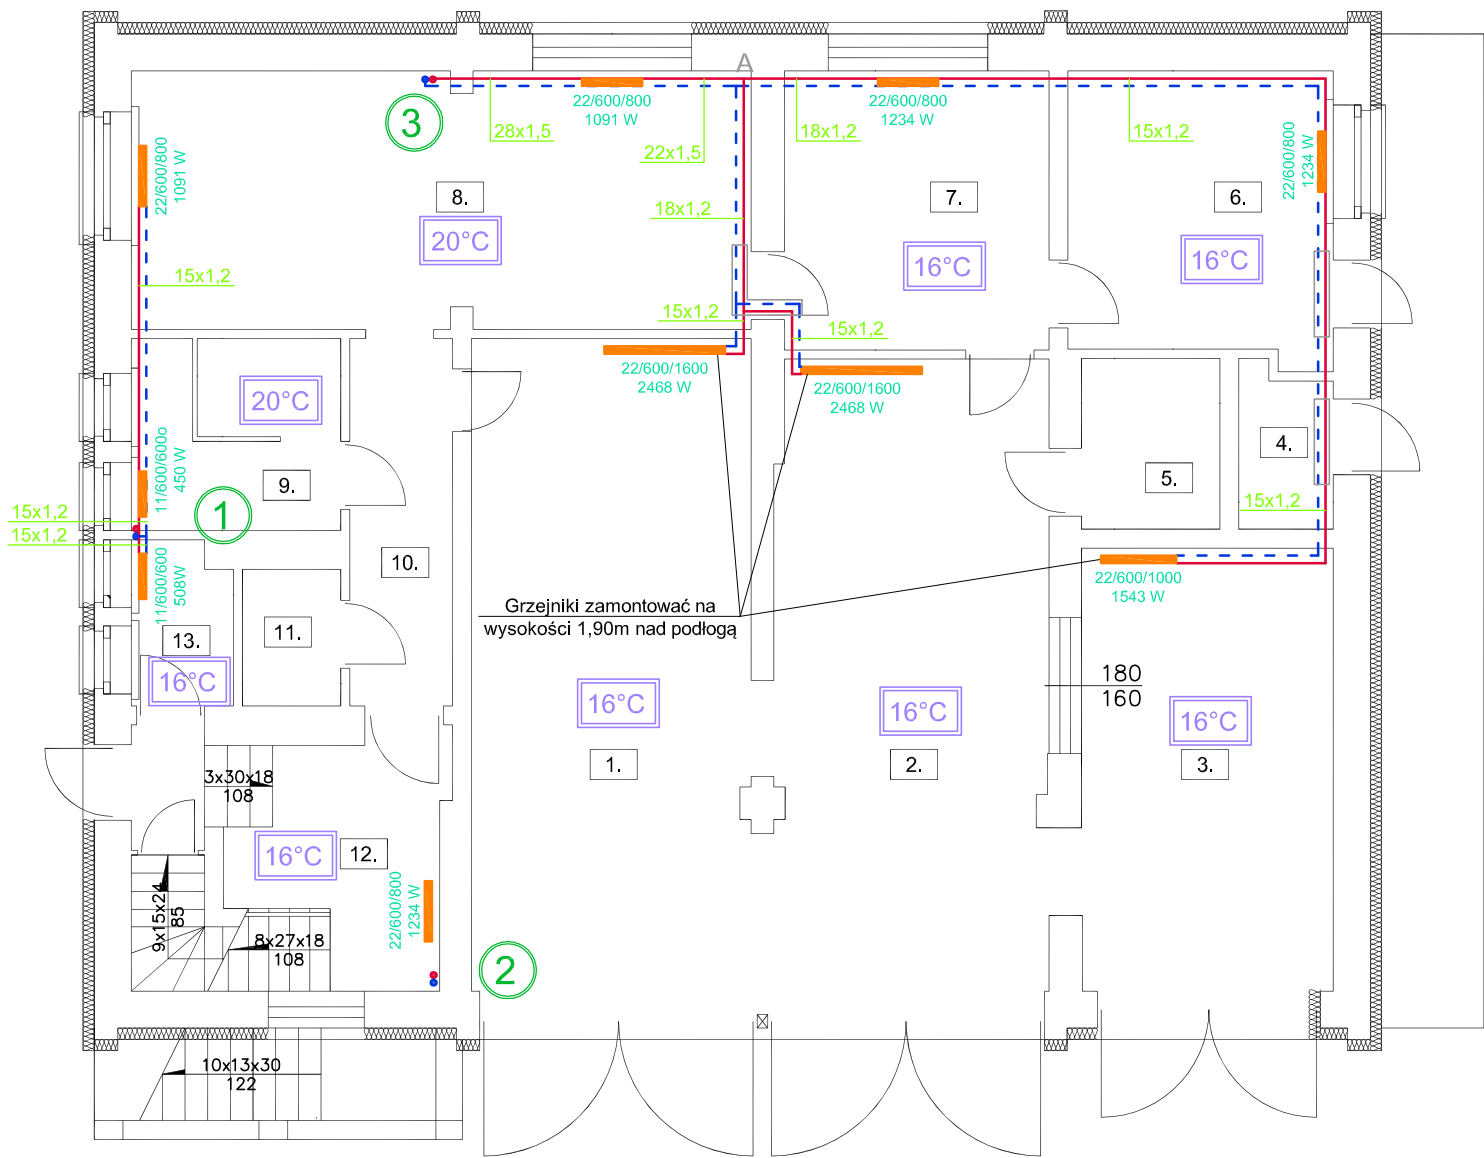 A
22/600/800
1091 W
22/600/800
1234 W
3
28x1,5
22x1,5
18x1,2
15x1,2
22/600/800
1234 W
22/600/800
1091 W
8.
7.
6.
18x1,2
20°C
16°C
16°C
15x1,2
15x1,2
15x1,2
22/600/1600
2468 W
22/600/1600
2468 W
20°C
11/600/600o
450 W
9.
4.
5.
1
15x1,2
15x1,2
15x1,2
11/600/600
508W
10.
22/600/1000
1543 W
Grzejniki zamontować na
wysokości 1,90m nad podłogą
13.
11.
16°C
180
160
16°C
16°C
16°C
1.
2.
3.
3x30x18
108
16°C
12.
22/600/800
1234 W
9x15x24
85
8x27x18
108
2
10x13x30
122